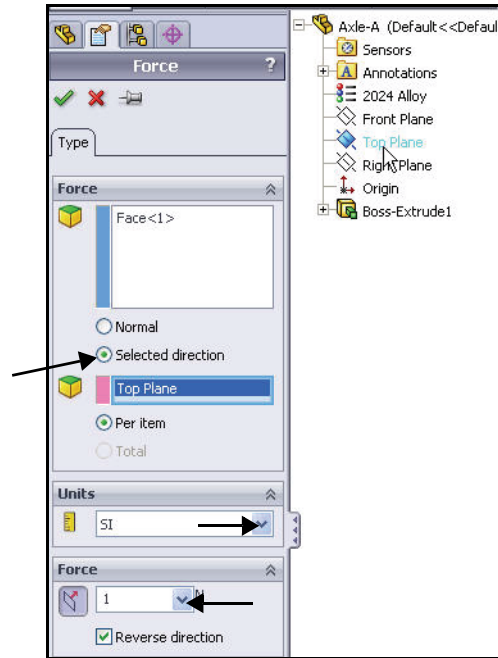 Force ?
Type
Force
Face<1>
Normal
Selected direction
Top Plane
Per item
Total
Units
SI
Force
1 N
Reverse direction
Axle-A (Default<<Defaul
Sensors
Annotations
2024 Alloy
Front Plane
Top Plane
Right Plane
Origin
Boss-Extrude1